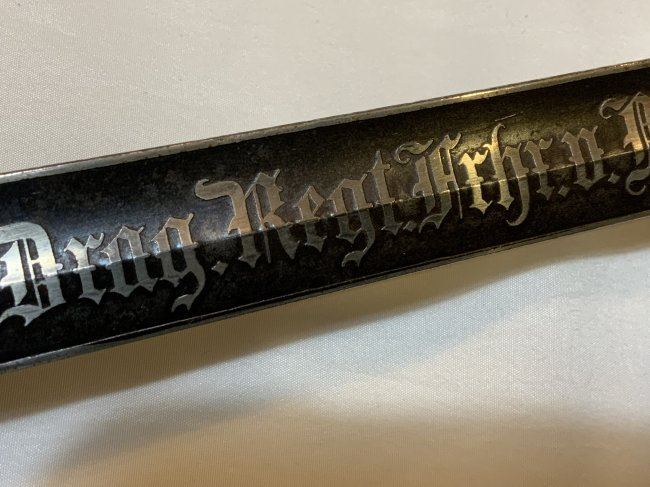 Drag. Regt. Frhr. v.